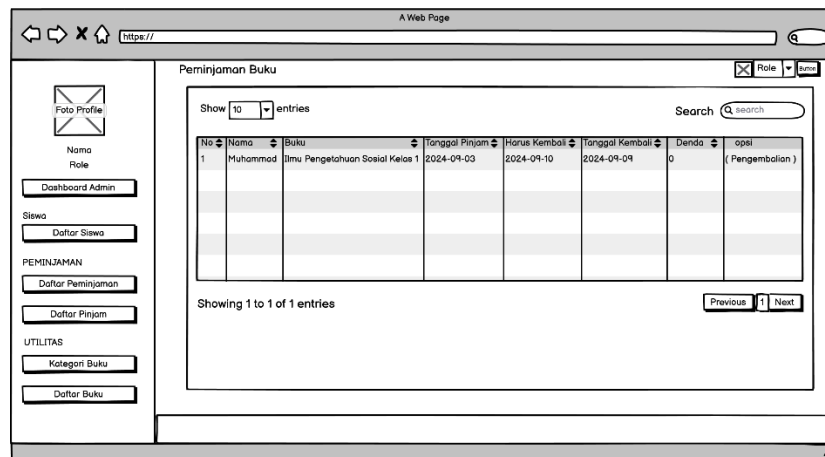 A Web Page
https://
Foto Profile
Nama
Role
Dashboard Admin
Siswa
Daftar Siswa
PEMINJAMAN
Daftar Peminjaman
Daftar Pinjam
UTILITAS
Kategori Buku
Daftar Buku
Peminjaman Buku
Role
Button
Show 10 entries
Search search
No Nama Buku Tanggal Pinjam Harus Kembali Tanggal Kembali Denda opsi
1 Muhammad Ilmu Pengetahuan Sosial Kelas 1 2024-09-03 2024-09-10 2024-09-09 0 ( Pengembalian )
Showing 1 to 1 of 1 entries
Previous 1 Next